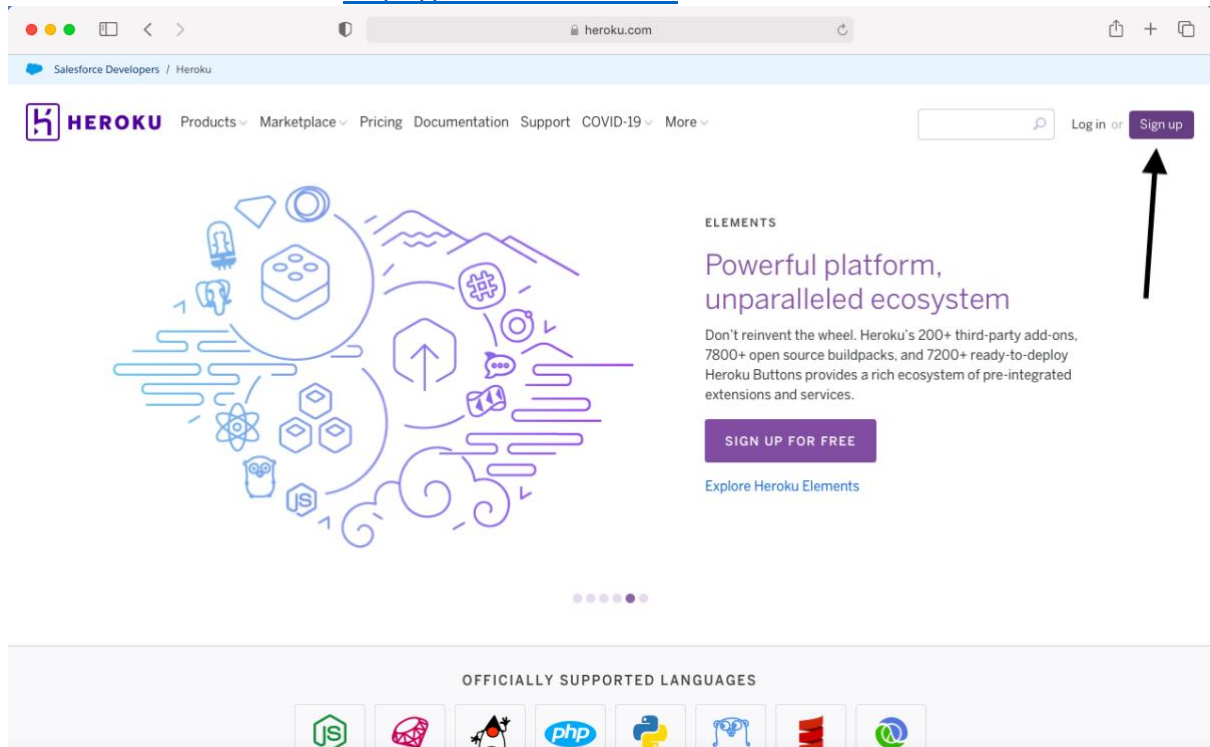 heroku.com
Salesforce Developers / Heroku
HEROKU Products Marketplace Pricing Documentation Support COVID-19 More Log in or Sign up
ELEMENTS
Powerful platform,
unparalleled ecosystem
Don't reinvent the wheel. Heroku's 200+ third-party add-ons,
7800+ open source buildpacks, and 7200+ ready-to-deploy
Heroku Buttons provides a rich ecosystem of pre-integrated
extensions and services.
SIGN UP FOR FREE
Explore Heroku Elements
JS
OFFICIALLY SUPPORTED LANGUAGES
JS php